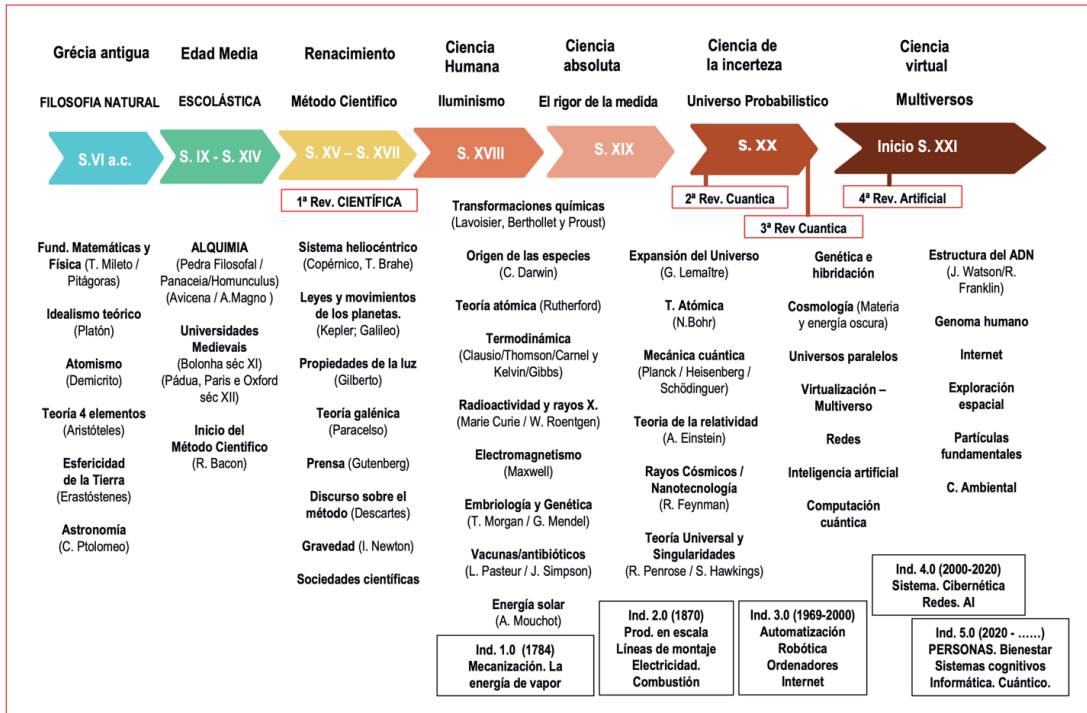 Grécia antigua
FILOSOFIA NATURAL
S.VI a.c.
Fund. Matemáticas y
Física (T. Mileto /
Pitágoras)
Idealismo teórico
(Platón)
Atomismo
(Demicrito)
Teoría 4 elementos
(Aristóteles)
Esfericidad
de la Tierra
(Erastóstenes)
Astronomía
(C. Ptolomeo)
Edad Media
ESCOLÁSTICA
S. IX - S. XIV
ALQUIMIA
(Pedra Filosofal /
Panaceia/Homunculus)
(Avicena / A.Magno )
Universidades
Medievais
(Bolonha séc XI)
(Pádua, Paris e Oxford
séc XII)
Inicio del
Método Cientifico
(R. Bacon)
Renacimiento
Método Cientifico
S. XV – S. XVII
1ª Rev. CIENTÍFICA
Sistema heliocéntrico
(Copérnico, T. Brahe)
Leyes y movimientos
de los planetas.
(Kepler; Galileo)
Propiedades de la luz
(Gilberto)
Teoría galénica
(Paracelso)
Prensa (Gutenberg)
Discurso sobre el
método (Descartes)
Gravedad (I. Newton)
Sociedades científicas
Ciencia
Humana
Iluminismo
S. XVIII
Ciencia
absoluta
El rigor de la medida
S. XIX
Transformaciones químicas
(Lavoisier, Berthollet y Proust)
Origen de las especies
(C. Darwin)
Teoría atómica (Rutherford)
Termodinámica
(Clausio/Thomson/Carnel y
Kelvin/Gibbs)
Radioactividad y rayos X.
(Marie Curie / W. Roentgen)
Electromagnetismo
(Maxwell)
Embriología y Genética
(T. Morgan / G. Mendel)
Vacunas/antibióticos
(L. Pasteur / J. Simpson)
Energía solar
(A. Mouchot)
Ciencia de
la incerteza
Universo Probabilistico
S. XX
2ª Rev. Cuantica
3ª Rev Cuantica
Expansión del Universo
(G. Lemaître)
T. Atómica
(N.Bohr)
Mecánica cuántica
(Planck / Heisenberg /
Schödinguer)
Teoria de la relatividad
(A. Einstein)
Rayos Cósmicos /
Nanotecnología
(R. Feynman)
Teoría Universal y
Singularidades
(R. Penrose / S. Hawkings)
Ciencia
virtual
Multiversos
Inicio S. XXI
4ª Rev. Artificial
Genética e
hibridación
Cosmología (Materia
y energía oscura)
Universos paralelos
Virtualización –
Multiverso
Redes
Inteligencia artificial
Computación
cuántica
Estructura del ADN
(J. Watson/R.
Franklin)
Genoma humano
Internet
Exploración
espacial
Partículas
fundamentales
C. Ambiental
Ind. 1.0 (1784)
Mecanización. La
energía de vapor
Ind. 2.0 (1870)
Prod. en escala
Líneas de montaje
Electricidad.
Combustión
Ind. 3.0 (1969-2000)
Automatización
Robótica
Ordenadores
Internet
Ind. 4.0 (2000-2020)
Sistema. Cibernética
Redes. AI
Ind. 5.0 (2020 - ……)
PERSONAS. Bienestar
Sistemas cognitivos
Informática. Cuántico.